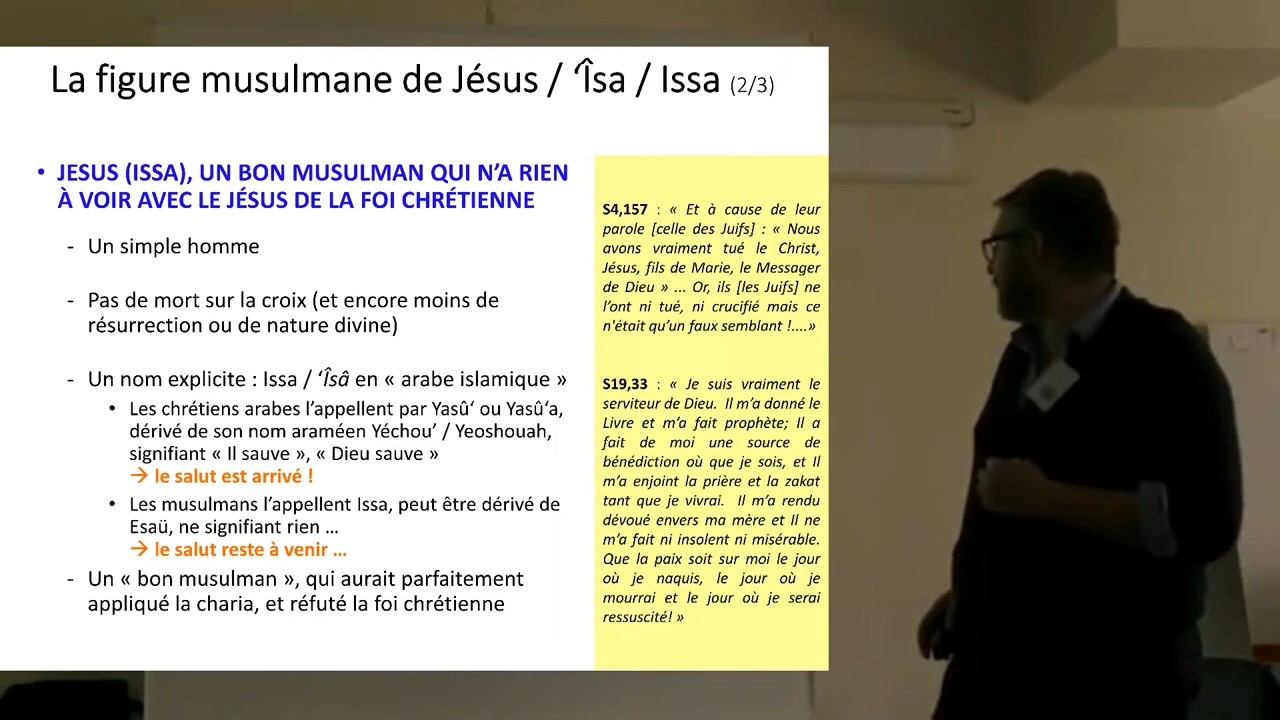 La figure musulmane de Jésus / ‘Îsa / Issa (2/3)
• JESUS (ISSA), UN BON MUSULMAN QUI N’A RIEN
À VOIR AVEC LE JÉSUS DE LA FOI CHRÉTIENNE
- Un simple homme
- Pas de mort sur la croix (et encore moins de
résurrection ou de nature divine)
- Un nom explicite : Issa / ‘Îsâ en « arabe islamique »
• Les chrétiens arabes l’appellent par Yasû‘ ou Yasû‘a,
dérivé de son nom araméen Yéchou’ / Yeoshouah,
signifiant « Il sauve », « Dieu sauve »
→ le salut est arrivé !
• Les musulmans l’appellent Issa, peut être dérivé de
Esaü, ne signifiant rien …
→ le salut reste à venir …
- Un « bon musulman », qui aurait parfaitement
appliqué la charia, et réfuté la foi chrétienne
S4,157 : « Et à cause de leur
parole [celle des Juifs] : « Nous
avons vraiment tué le Christ,
Jésus, fils de Marie, le Messager
de Dieu » ... Or, ils [les Juifs] ne
l’ont ni tué, ni crucifié mais ce
n'était qu’un faux semblant !....»
S19,33 : « Je suis vraiment le
serviteur de Dieu. Il m’a donné le
Livre et m’a fait prophète; Il a
fait de moi une source de
bénédiction où que je sois, et Il
m’a enjoint la prière et la zakat
tant que je vivrai. Il m’a rendu
dévoué envers ma mère et Il ne
m’a fait ni insolent ni misérable.
Que la paix soit sur moi le jour
où je naquis, le jour où je
mourrai et le jour où je serai
ressuscité! »